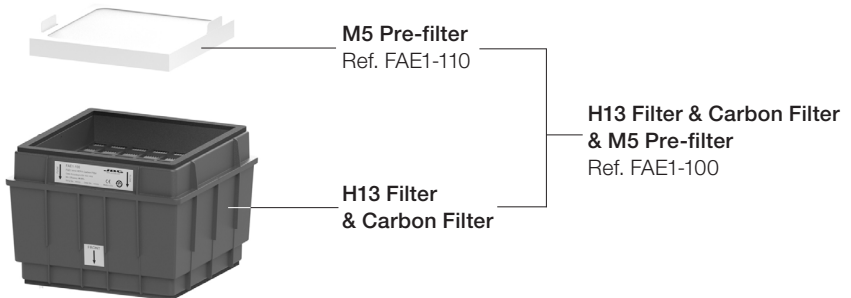 M5 Pre-filter
Ref. FAE1-110
H13 Filter & Carbon Filter
& M5 Pre-filter
Ref. FAE1-100
H13 Filter
& Carbon Filter
JBC